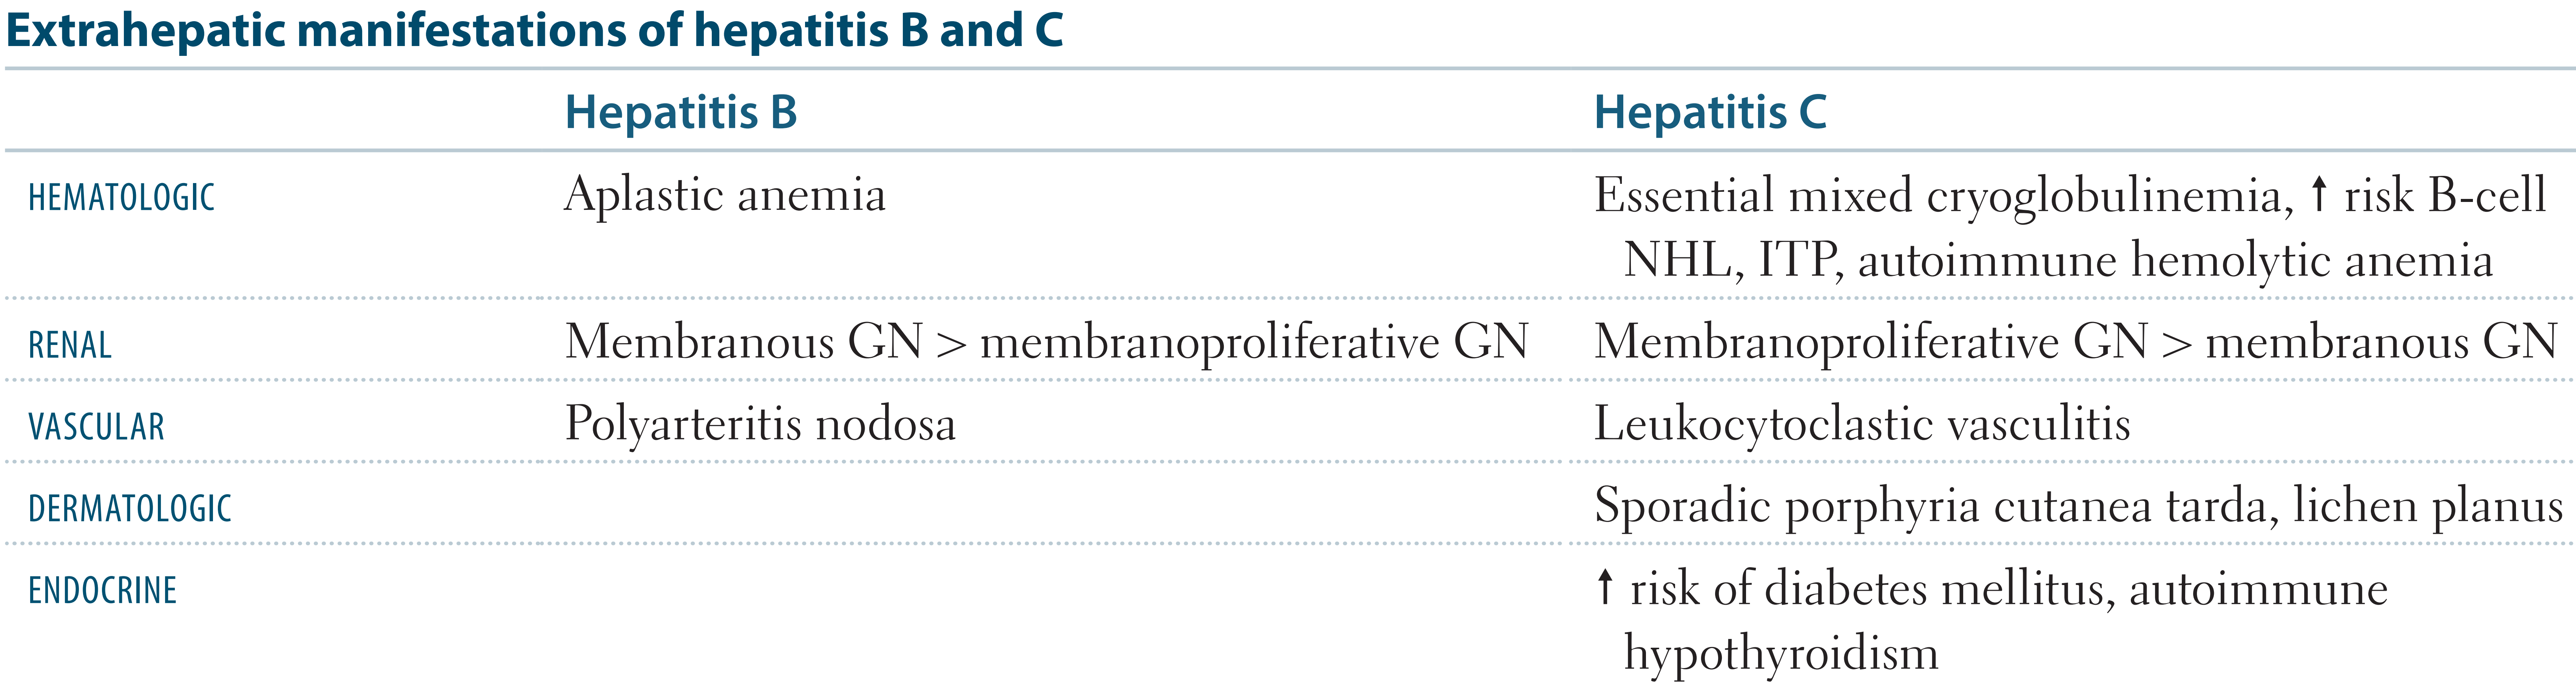 Extrahepatic manifestations of hepatitis B and C
Hepatitis B Hepatitis C
HEMATOLOGIC Aplastic anemia Essential mixed cryoglobulinemia, ↑ risk B-cell
NHL, ITP, autoimmune hemolytic anemia
RENAL Membranous GN > membranoproliferative GN Membranoproliferative GN > membranous GN
VASCULAR Polyarteritis nodosa Leukocytoclastic vasculitis
DERMATOLOGIC Sporadic porphyria cutanea tarda, lichen planus
ENDOCRINE ↑ risk of diabetes mellitus, autoimmune
hypothyroidism